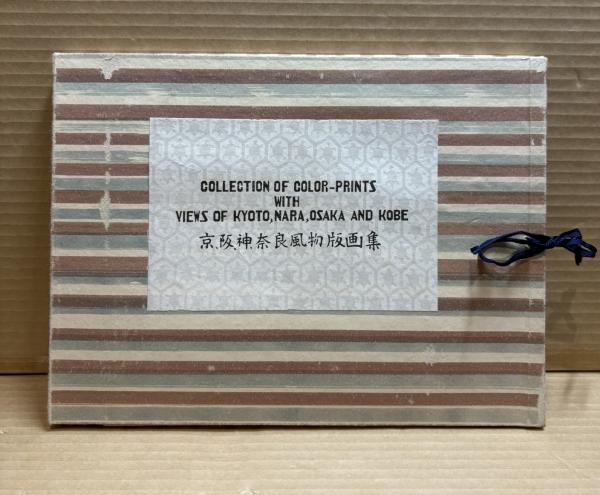 COLLECTION OF COLOR-PRINTS
WITH
VIEWS OF KYOTO,NARA,OSAKA AND KOBE
京、阪、神、奈良風物版画集